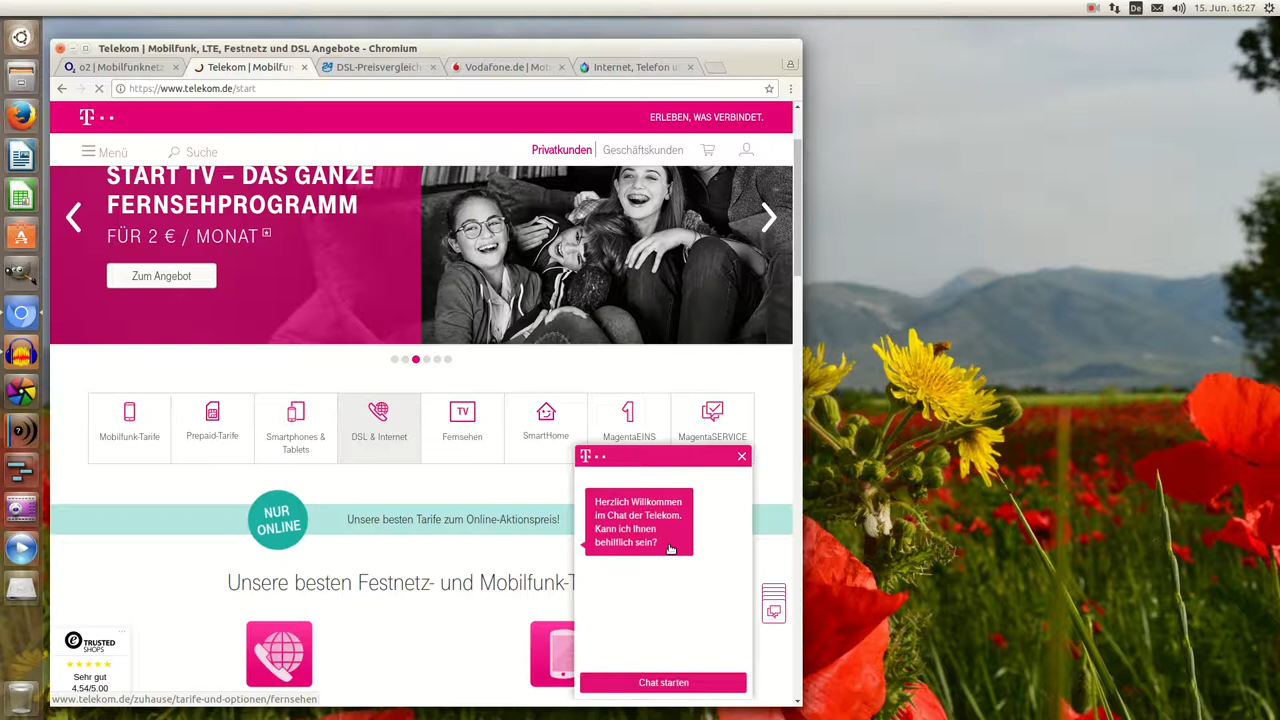 De
15. Jun. 16:27
Telekom | Mobilfunk, LTE, Festnetz und DSL Angebote - Chromium
o2 | Mobilfunknetz
Telekom | Mobilfun
DSL-Preisvergleich
Vodafone.de | Mo
Internet, Telefon u
https://www.telekom.de/start
T
ERLEBEN, WAS VERBINDET.
Menü
Suche
Privatkunden
Geschäftskunden
START TV – DAS GANZE
FERNSEHPROGRAMM
FÜR 2 € / MONAT
Zum Angebot
Mobilfunk-Tarife
Prepaid-Tarife
Smartphones &
Tablets
DSL & Internet
TV
Fernsehen
SmartHome
1
MagentaEINS
MagentaSERVICE
T
Herzlich Willkommen
im Chat der Telekom.
Kann ich Ihnen
behilflich sein?
Chat starten
NUR
ONLINE
Unsere besten Tarife zum Online-Aktionspreis!
Unsere besten Festnetz- und Mobilfunk-T
e TRUSTED
SHOPS
Sehr gut
4.54/5.00
www.telekom.de/zuhause/tarife-und-optionen/fernsehen